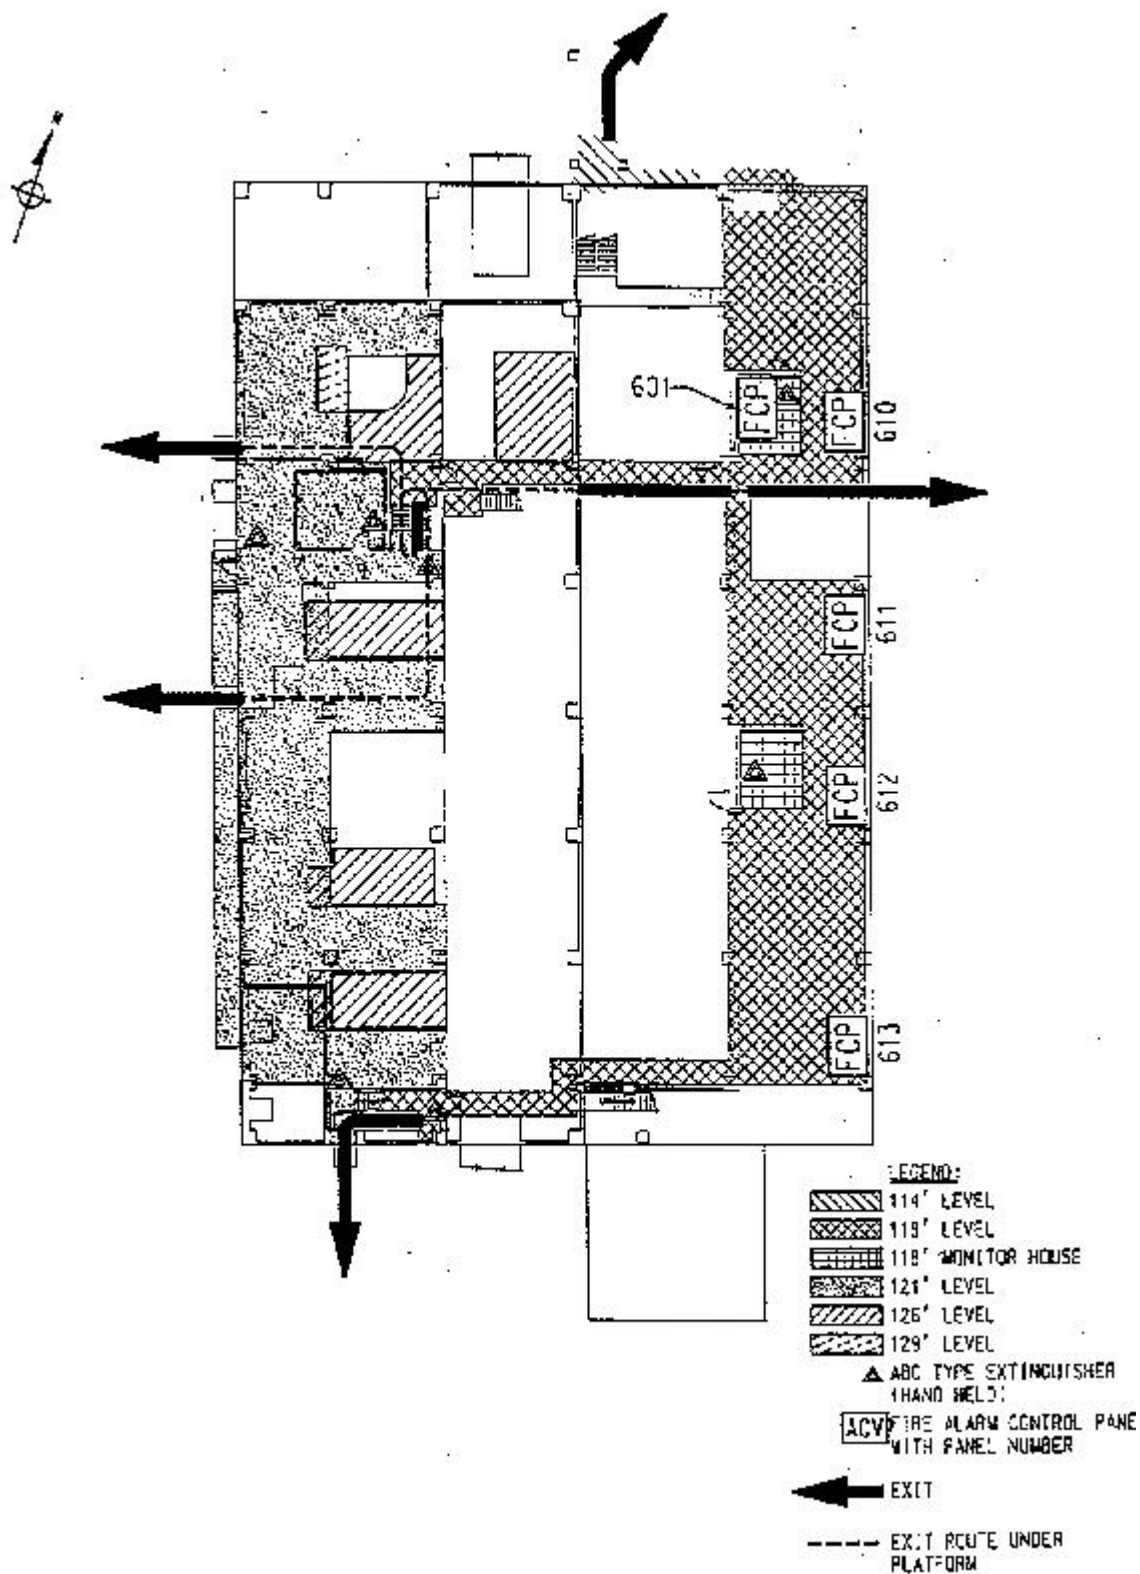 N
601
FCP
FCP
610
FCP
611
FCP
612
FCP
613
LEGEND:
114' LEVEL
119' LEVEL
118' MONITOR HOUSE
121' LEVEL
126' LEVEL
129' LEVEL
ABC TYPE EXTINGUISHER
(HAND HELD)
ACV
FIRE ALARM CONTROL PANE
WITH PANEL NUMBER
EXIT
EXIT ROUTE UNDER
PLATFORM